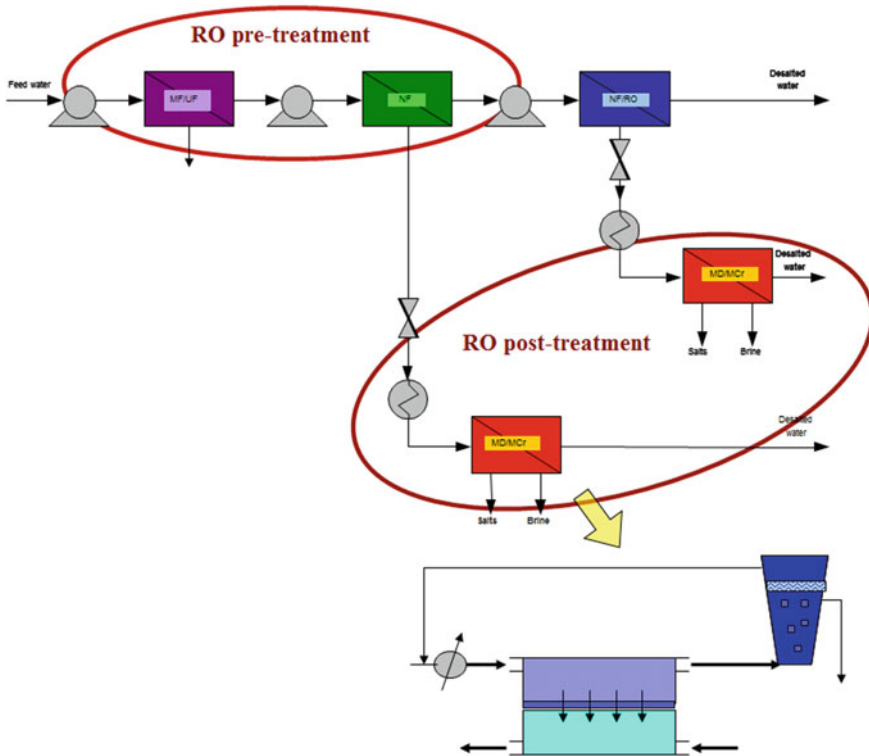 RO pre-treatment
Feed water
MF/UF
NF
NF/RO
Desalted
water
MD/MCr
Desalted
water
Salts
Brine
RO post-treatment
MD/MCr
Desalted
water
Salts
Brine